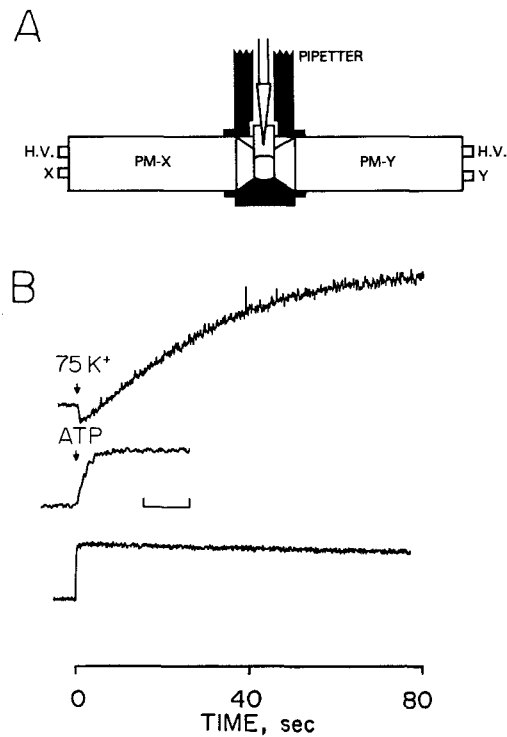 A
PIPETTER
H.V. PM-X PM-Y H.V.
X Y
B
75 K+
ATP
0 40 80
TIME, sec